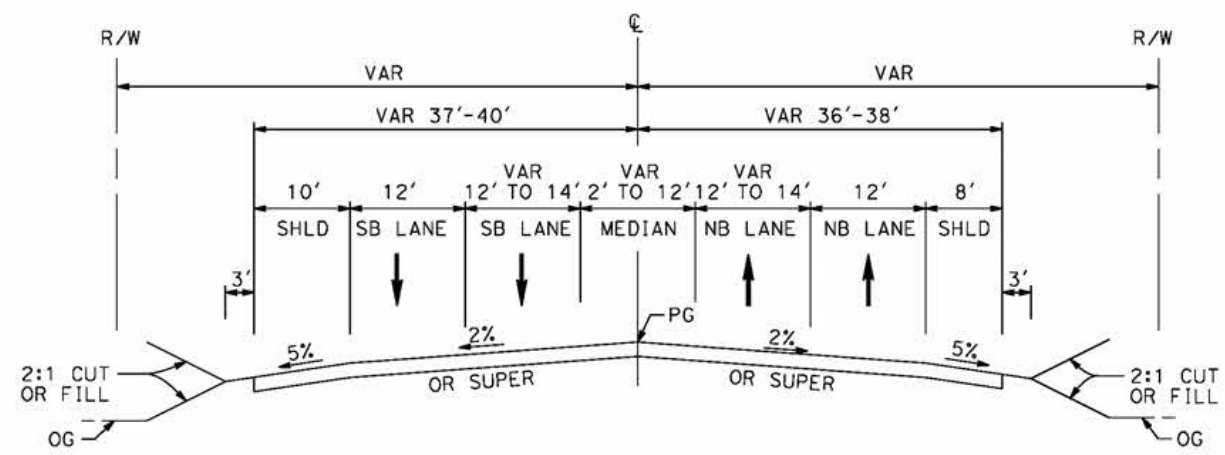 ℄
R/W
R/W
VAR
VAR
VAR 37'-40'
VAR 36'-38'
VAR
VAR
VAR
10'
12'
12' TO 14'
2' TO 12'
12' TO 14'
12'
8'
SHLD
SB LANE
SB LANE
MEDIAN
NB LANE
NB LANE
SHLD
3'
3'
PG
5%
2%
2%
5%
OR SUPER
OR SUPER
2:1 CUT
OR FILL
2:1 CUT
OR FILL
OG
OG